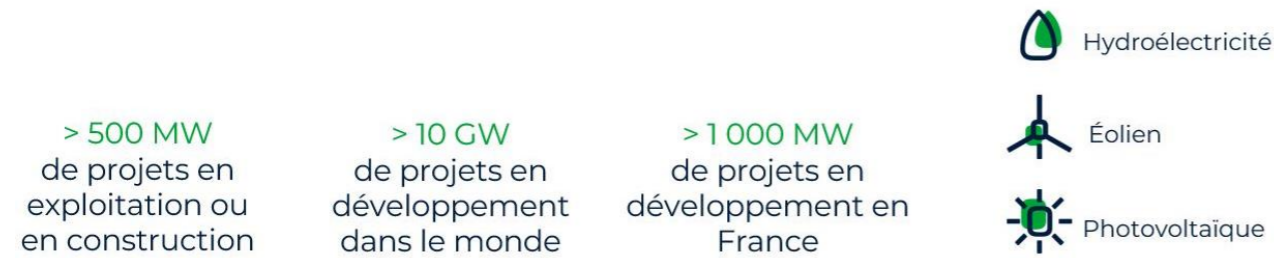 > 500 MW
de projets en
exploitation ou
en construction
> 10 GW
de projets en
développement
dans le monde
> 1 000 MW
de projets en
développement en
France
Hydroélectricité
Éolien
Photovoltaïque